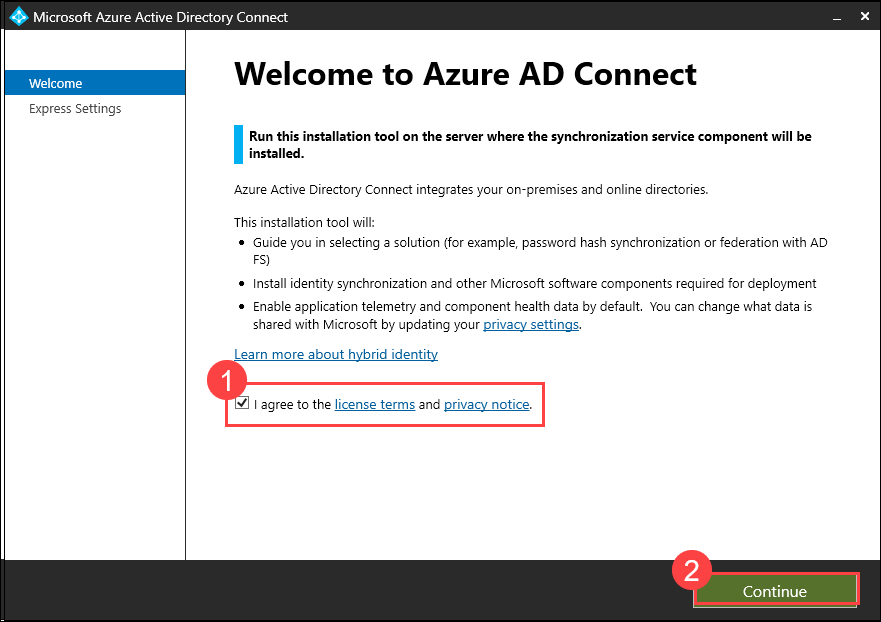 Microsoft Azure Active Directory Connect
Welcome
Express Settings
Welcome to Azure AD Connect
Run this installation tool on the server where the synchronization service component will be
installed.
Azure Active Directory Connect integrates your on-premises and online directories.
This installation tool will:
• Guide you in selecting a solution (for example, password hash synchronization or federation with AD
FS)
• Install identity synchronization and other Microsoft software components required for deployment
• Enable application telemetry and component health data by default.  You can change what data is
shared with Microsoft by updating your privacy settings.
Learn more about hybrid identity
1
I agree to the license terms and privacy notice.
2
Continue